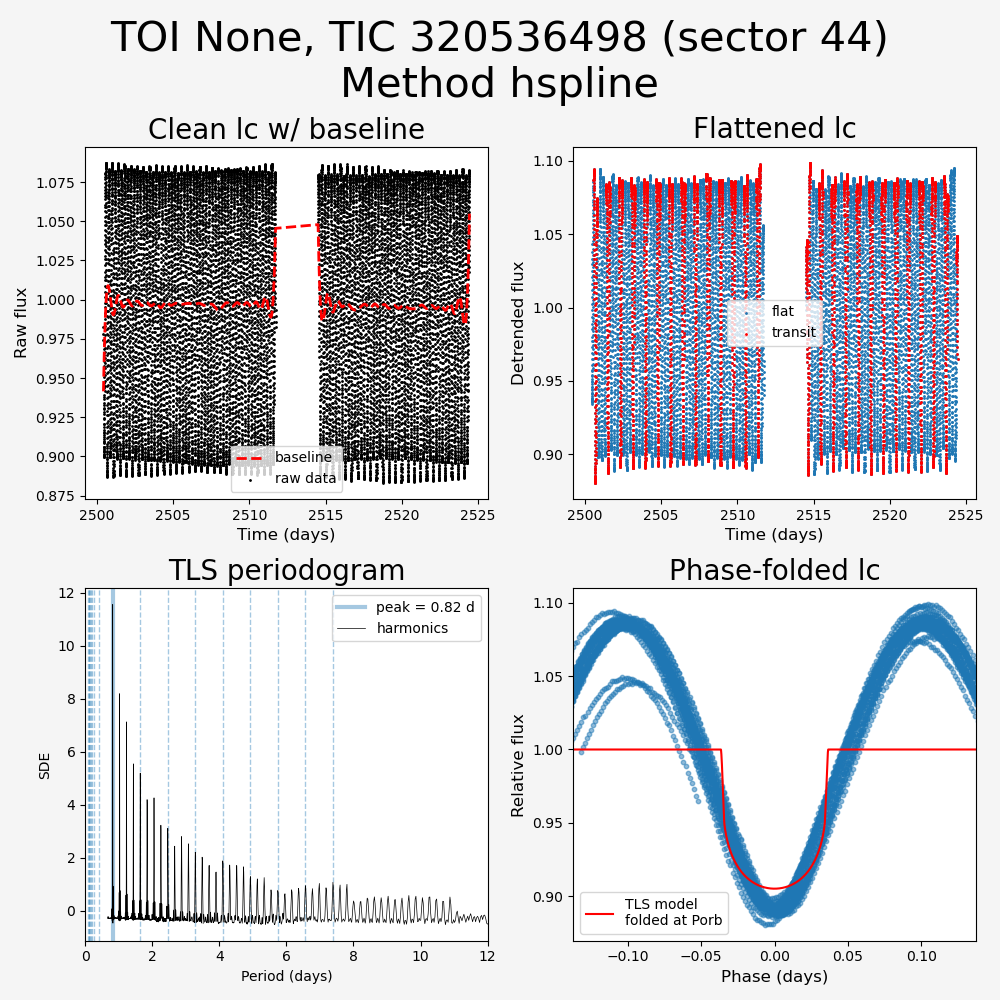 TOI None, TIC 320536498 (sector 44)
Method hspline
Clean lc w/ baseline
Raw flux
1.075
1.050
1.025
1.000
0.975
0.950
0.925
0.900
0.875
baseline
raw data
2500
2505
2510
2515
2520
2525
Time (days)
Flattened lc
Detrended flux
1.10
1.05
1.00
0.95
0.90
flat
transit
2500
2505
2510
2515
2520
2525
Time (days)
TLS periodogram
SDE
12
10
8
6
4
2
0
peak = 0.82 d
harmonics
0
2
4
6
8
10
12
Period (days)
Phase-folded lc
Relative flux
1.10
1.05
1.00
0.95
0.90
TLS model
folded at Porb
−0.10
−0.05
0.00
0.05
0.10
Phase (days)